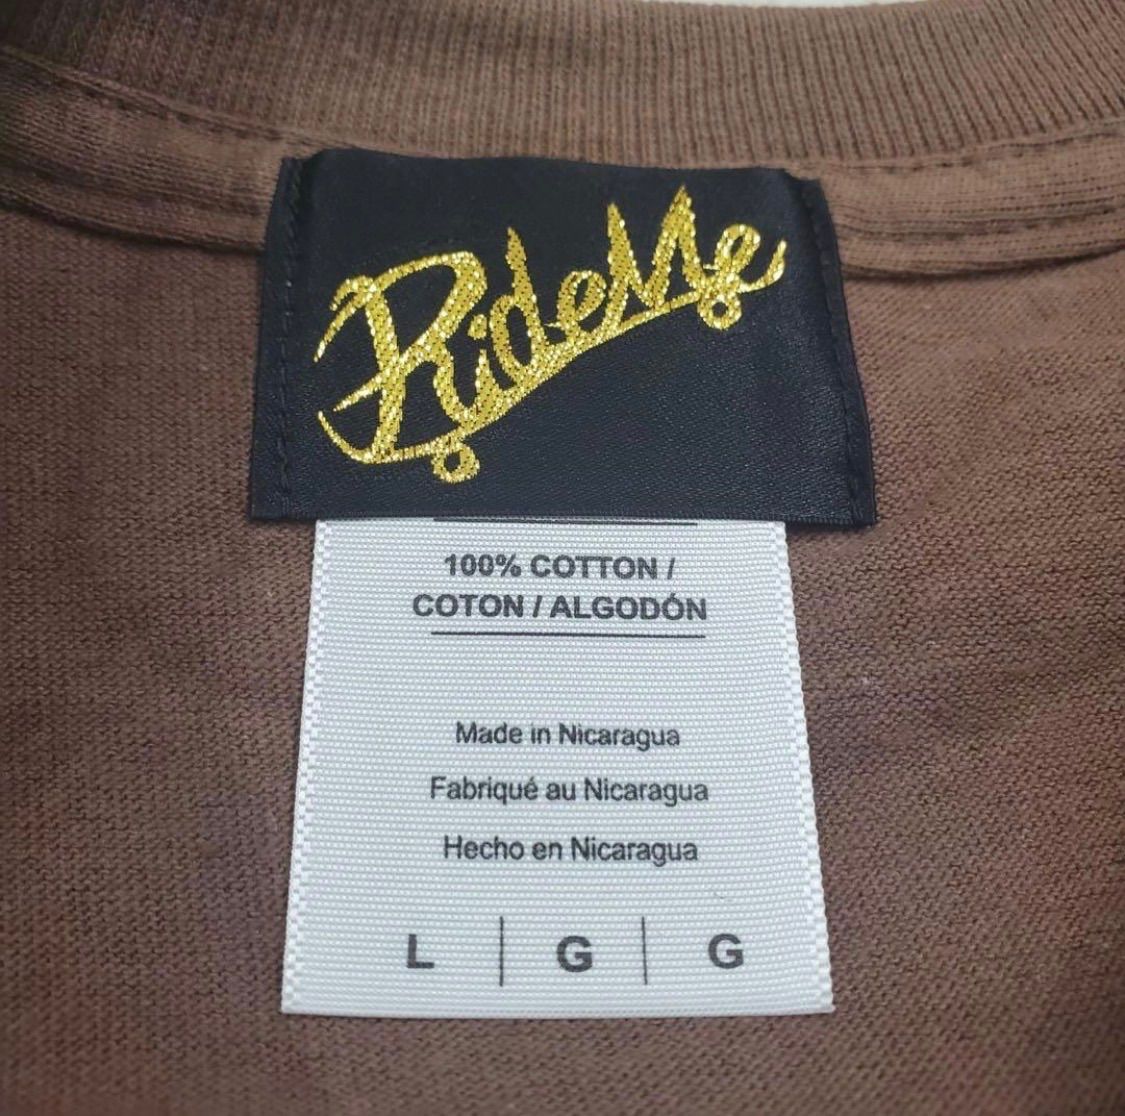 RideMe
100% COTTON /
COTON / ALGODÓN
Made in Nicaragua
Fabriqué au Nicaragua
Hecho en Nicaragua
L | G | G